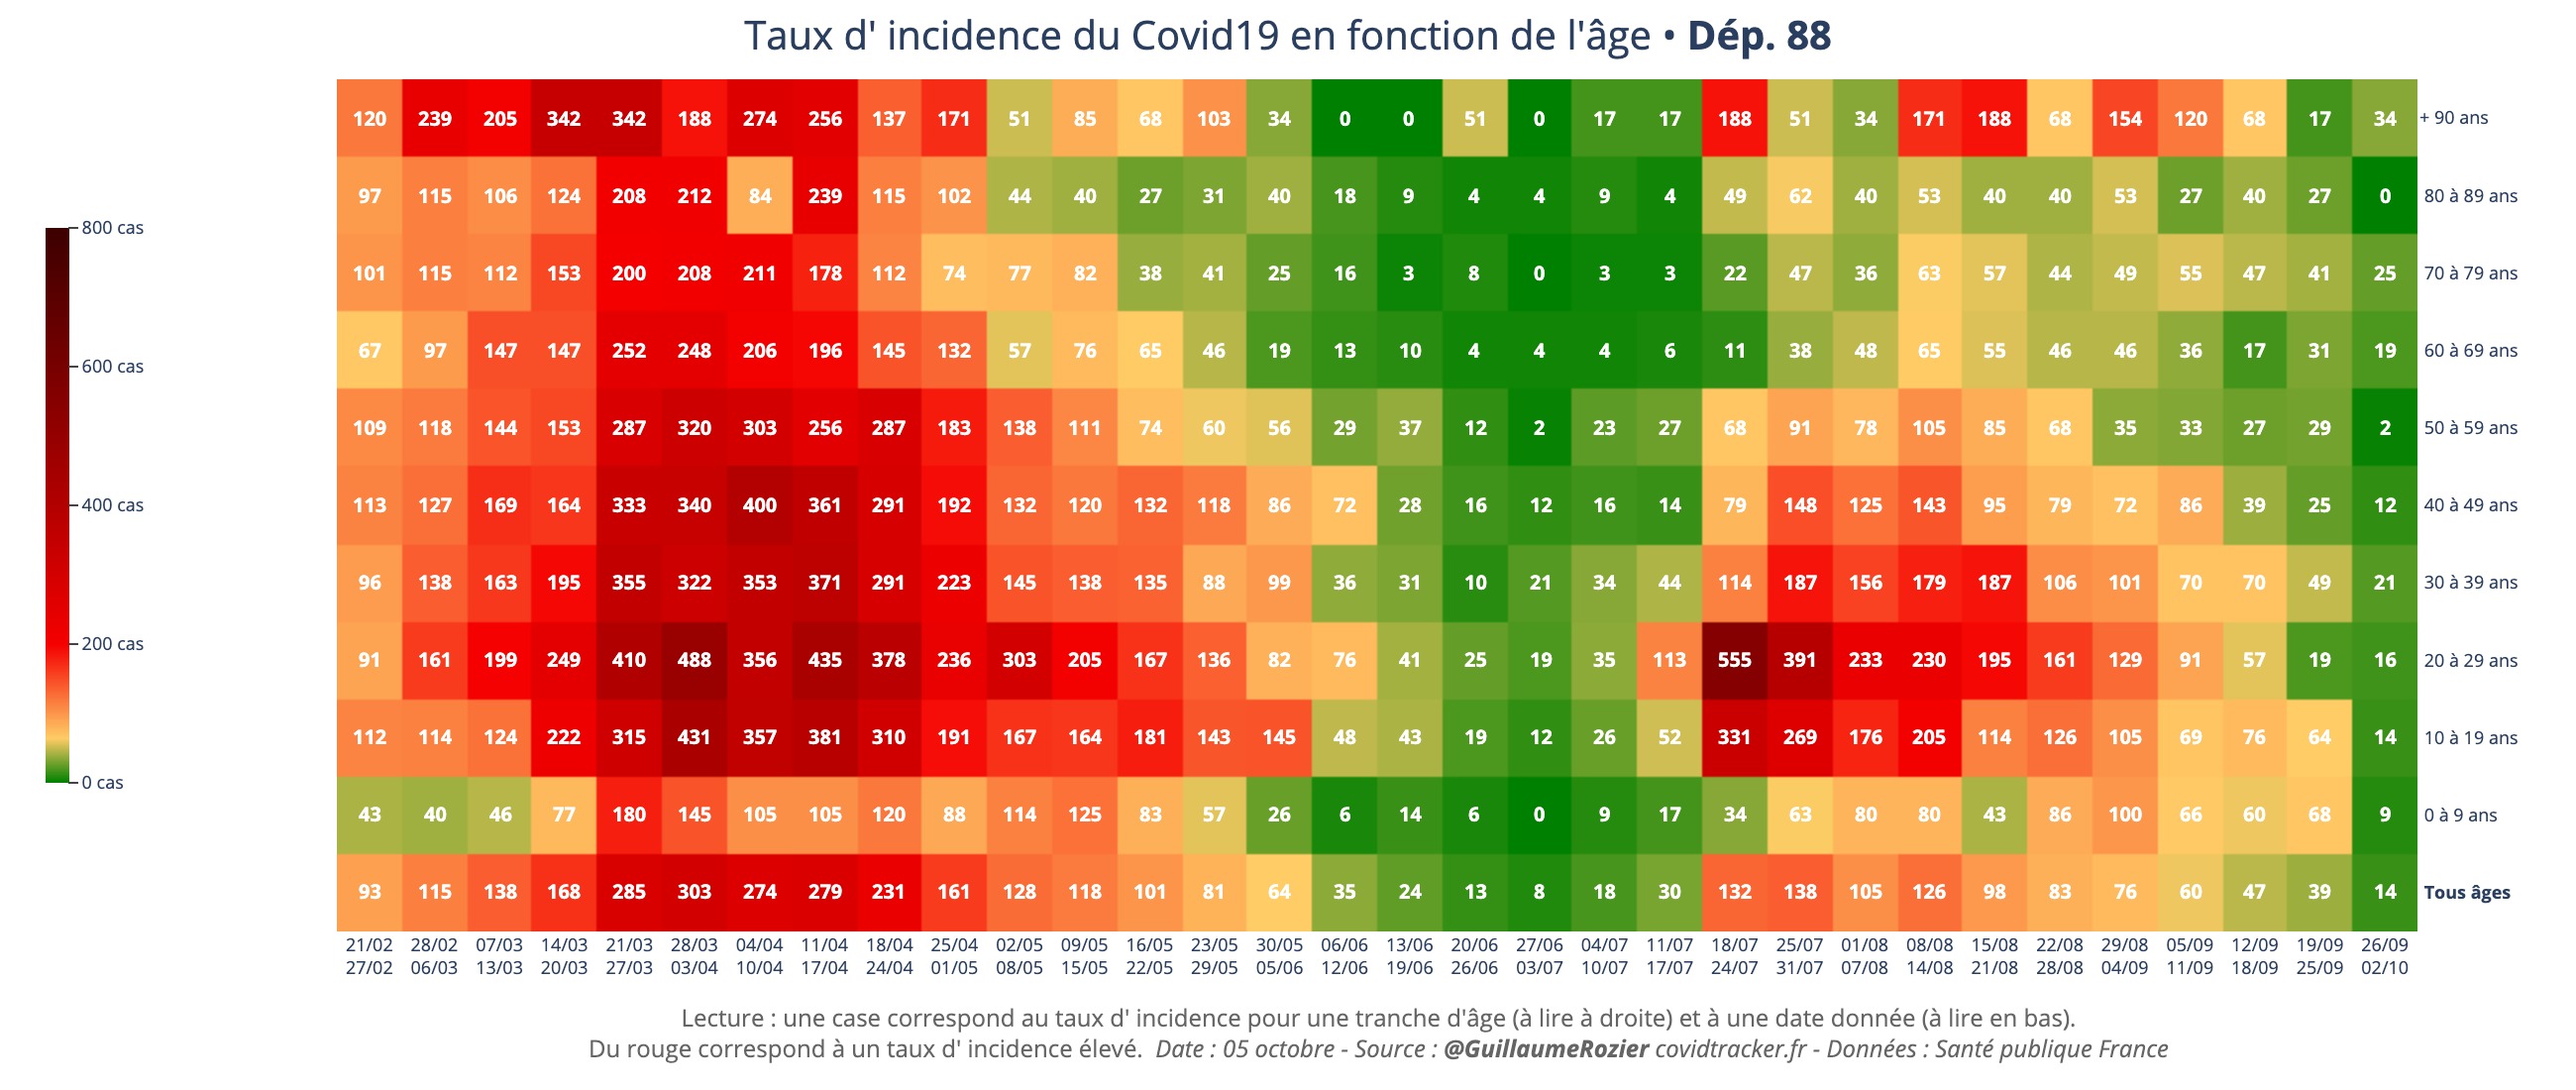 Taux d' incidence du Covid19 en fonction de l'âge • Dép. 88
120 239 205 342 342 188 274 256 137 171 51 85 68 103 34 0 0 51 0 17 17 188 51 34 171 188 68 154 120 68 17 34 + 90 ans
97 115 106 124 208 212 84 239 115 102 44 40 27 31 40 18 9 4 4 9 4 49 62 40 53 40 40 53 27 40 27 0 80 à 89 ans
800 cas
101 115 112 153 200 208 211 178 112 74 77 82 38 41 25 16 3 8 0 3 3 22 47 36 63 57 44 49 55 47 41 25 70 à 79 ans
67 97 147 147 252 248 206 196 145 132 57 76 65 46 19 13 10 4 4 4 6 11 38 48 65 55 46 46 36 17 31 19 60 à 69 ans
600 cas
109 118 144 153 287 320 303 256 287 183 138 111 74 60 56 29 37 12 2 23 27 68 91 78 105 85 68 35 33 27 29 2 50 à 59 ans
400 cas
113 127 169 164 333 340 400 361 291 192 132 120 132 118 86 72 28 16 12 16 14 79 148 125 143 95 79 72 86 39 25 12 40 à 49 ans
96 138 163 195 355 322 353 371 291 223 145 138 135 88 99 36 31 10 21 34 44 114 187 156 179 187 106 101 70 70 49 21 30 à 39 ans
200 cas
91 161 199 249 410 488 356 435 378 236 303 205 167 136 82 76 41 25 19 35 113 555 391 233 230 195 161 129 91 57 19 16 20 à 29 ans
112 114 124 222 315 431 357 381 310 191 167 164 181 143 145 48 43 19 12 26 52 331 269 176 205 114 126 105 69 76 64 14 10 à 19 ans
0 cas
43 40 46 77 180 145 105 105 120 88 114 125 83 57 26 6 14 6 0 9 17 34 63 80 80 43 86 100 66 60 68 9 0 à 9 ans
93 115 138 168 285 303 274 279 231 161 128 118 101 81 64 35 24 13 8 18 30 132 138 105 126 98 83 76 60 47 39 14 Tous âges
21/02 28/02 07/03 14/03 21/03 28/03 04/04 11/04 18/04 25/04 02/05 09/05 16/05 23/05 30/05 06/06 13/06 20/06 27/06 04/07 11/07 18/07 25/07 01/08 08/08 15/08 22/08 29/08 05/09 12/09 19/09 26/09
27/02 06/03 13/03 20/03 27/03 03/04 10/04 17/04 24/04 01/05 08/05 15/05 22/05 29/05 05/06 12/06 19/06 26/06 03/07 10/07 17/07 24/07 31/07 07/08 14/08 21/08 28/08 04/09 11/09 18/09 25/09 02/10
Lecture : une case correspond au taux d' incidence pour une tranche d'âge (à lire à droite) et à une date donnée (à lire en bas).
Du rouge correspond à un taux d' incidence élevé. Date : 05 octobre - Source : @GuillaumeRozier covidtracker.fr - Données : Santé publique France